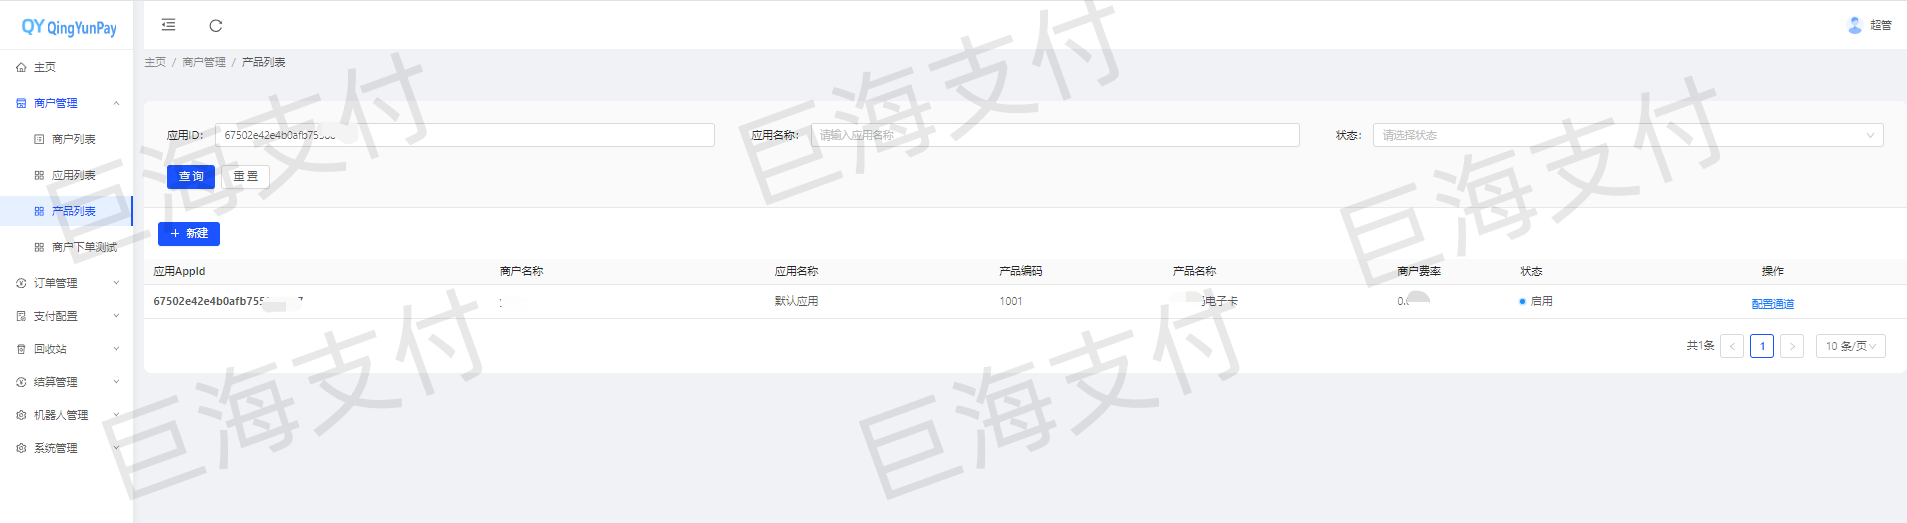 QY QingYunPay
超管
主页 / 商户管理 / 产品列表
主页
商户管理
商户列表
应用列表
产品列表
商户下单测试
订单管理
支付配置
回收站
结算管理
机器人管理
系统管理
应用ID: 67502e42e4b0afb75
应用名称: 请输入应用名称
状态: 请选择状态
查询 重置
+ 新建
应用AppId 商户名称 应用名称 产品编码 产品名称 商户费率 状态 操作
67502e42e4b0afb755 7 默认应用 1001 电子卡 0. 启用 配置通道
共1条 < 1 > 10 条/页
巨海支付
巨海支付
巨海支付
巨海支付
巨海支付